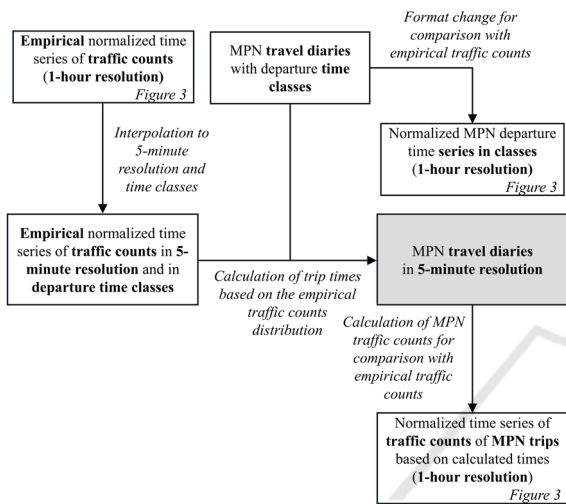 Empirical normalized time
series of traffic counts
(1-hour resolution)
Figure 3
MPN travel diaries
with departure time
classes
Format change for
comparison with
empirical traffic counts
Interpolation to
5-minute
resolution and
time classes
Normalized MPN departure
time series in classes
(1-hour resolution)
Figure 3
Empirical normalized time
series of traffic counts in 5-
minute resolution and in
departure time classes
Calculation of trip times
based on the empirical
traffic counts
distribution
MPN travel diaries
in 5-minute resolution
Calculation of MPN
traffic counts for
comparison with
empirical traffic
counts
Normalized time series of
traffic counts of MPN trips
based on calculated times
(1-hour resolution)
Figure 3